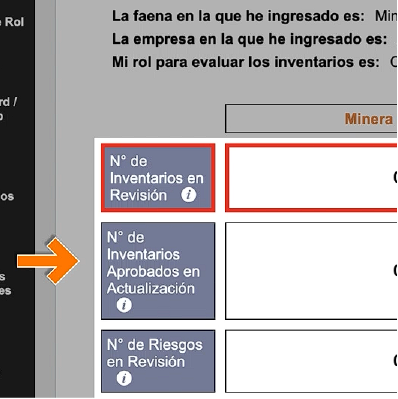 La faena en la que he ingresado es: Min
La empresa en la que he ingresado es:
Mi rol para evaluar los inventarios es: C
Rol
rd /
os
s
es
Minera
N° de
Inventarios en
Revisión i
N° de
Inventarios
Aprobados en
Actualización
i
N° de Riesgos
en Revisión
i